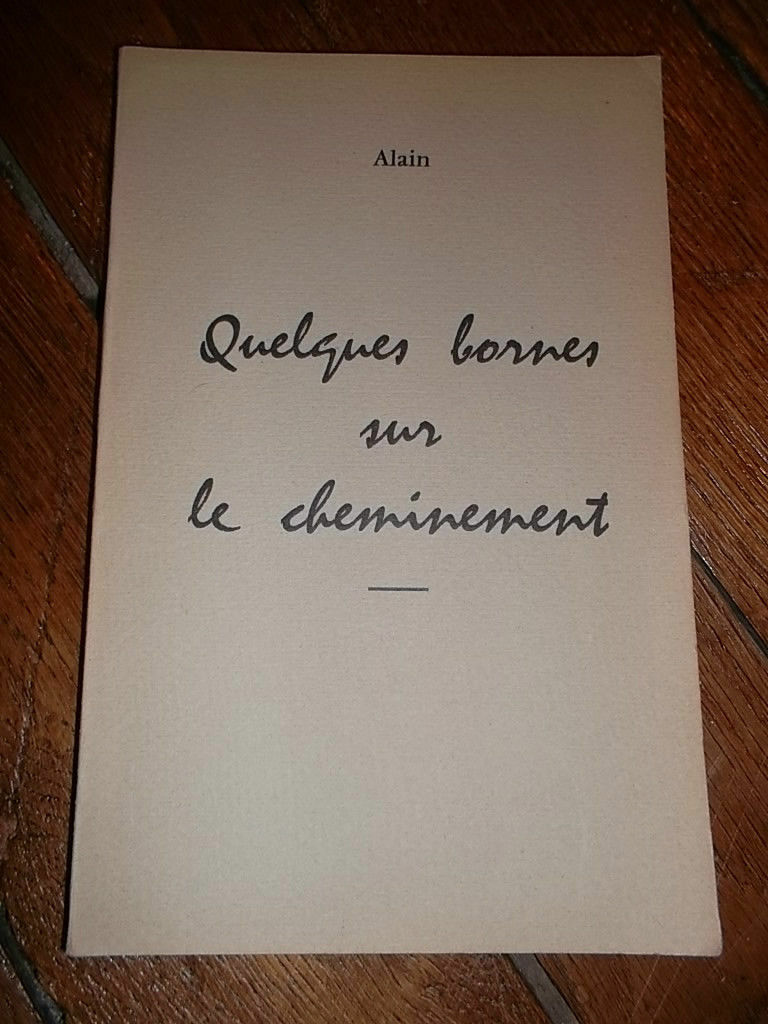 Alain
Quelques bornes
sur
le cheminement